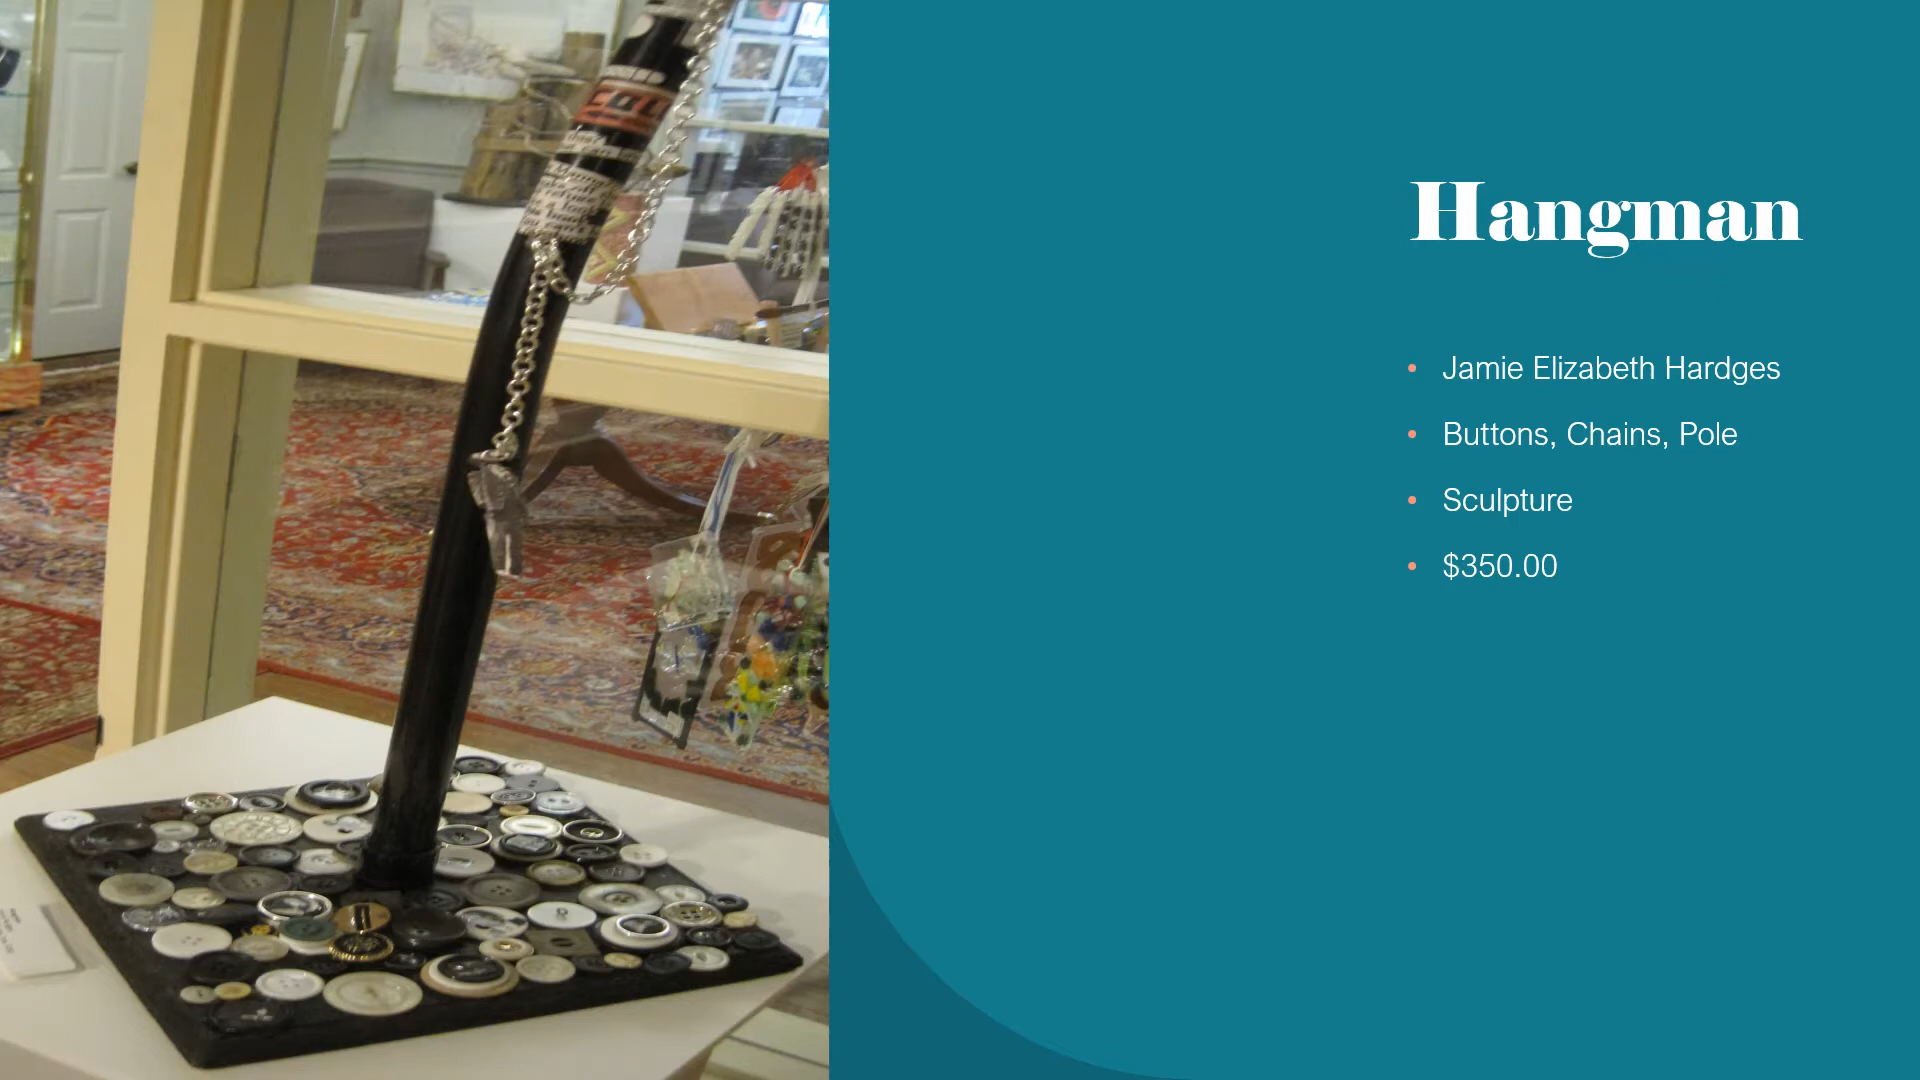 Hangman
Jamie Elizabeth Hardges
Buttons, Chains, Pole
Sculpture
$350.00